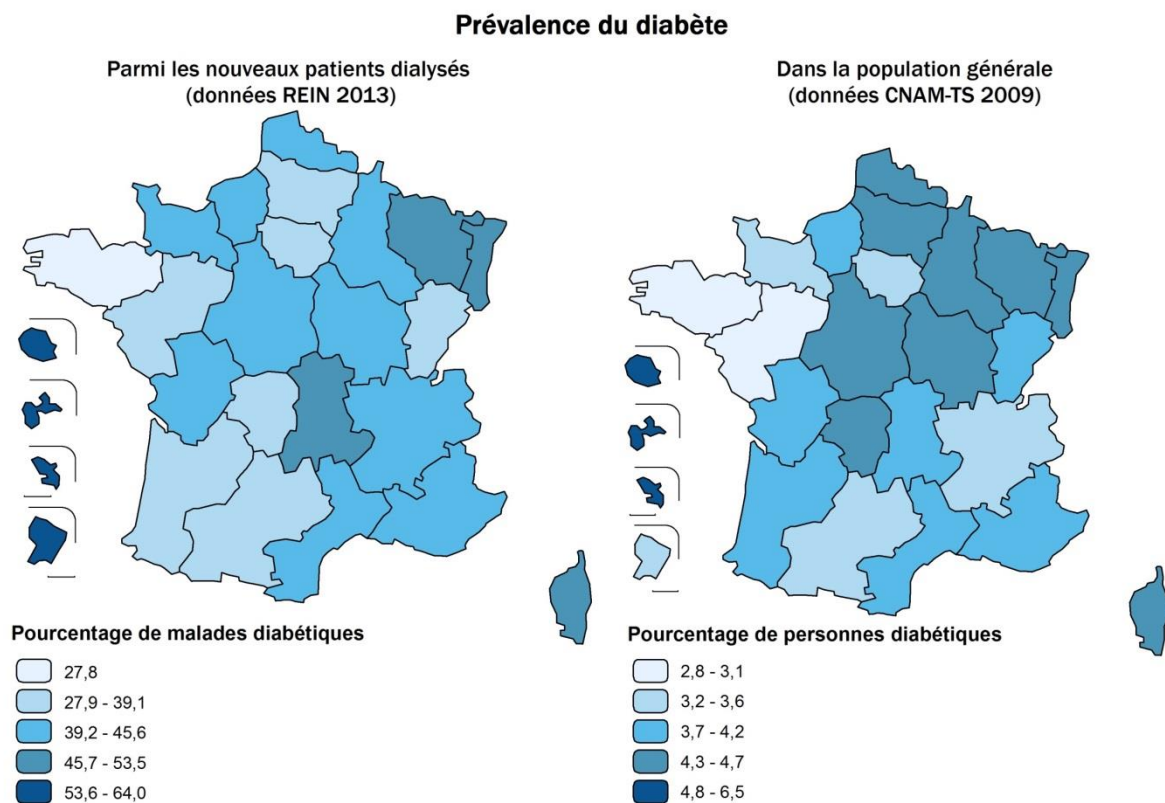 Prévalence du diabète
Parmi les nouveaux patients dialysés
(données REIN 2013)
Dans la population générale
(données CNAM-TS 2009)
Pourcentage de malades diabétiques
27,8
27,9 - 39,1
39,2 - 45,6
45,7 - 53,5
53,6 - 64,0
Pourcentage de personnes diabétiques
2,8 - 3,1
3,2 - 3,6
3,7 - 4,2
4,3 - 4,7
4,8 - 6,5